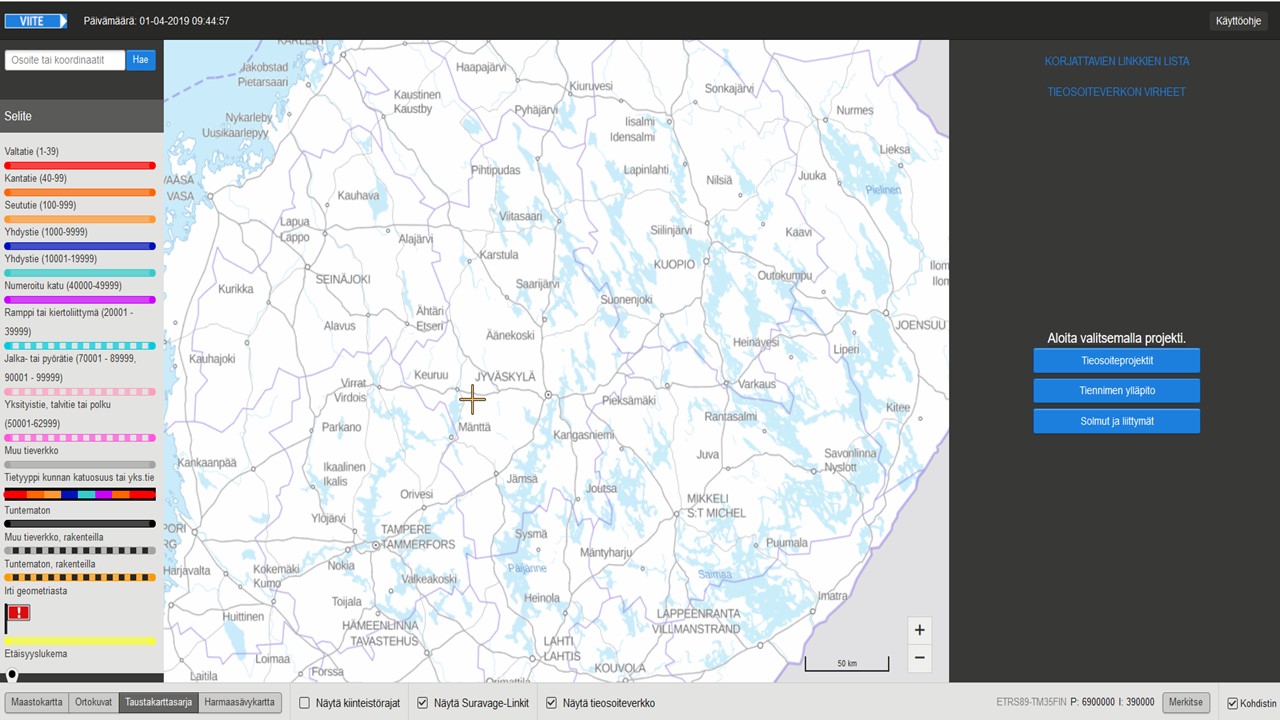 VIITE
Päivämäärä: 01-04-2019 09:44:57
Käyttöohje
Osoite tai koordinaatit
Hae
Selite
Valtatie (1-39)
Kantatie (40-99)
Seututie (100-999)
Yhdystie (1000-9999)
Yhdystie (10001-19999)
Numeroitu katu (40000-49999)
Ramppi tai kiertoliittymä (20001 -
39999)
Jalka- tai pyörätie (70001 - 89999,
90001 - 99999)
Yksityistie, talvitie tai polku
(50001-62999)
Muu tieverkko
Tietyyppi kunnan katuosuus tai yks.tie
Tuntematon
Muu tieverkko, rakenteilla
Tuntematon, rakenteilla
Irti geometriasta
!
Etäisyyslukema
KARLEBY
Haapajärvi
Jakobstad
Pietarsaari
Kaustinen
Kaustby
Kiuruvesi
Sonkajärvi
Pyhäjärvi
Nurmes
Nykarleby
Uusikaarlepyy
Iisalmi
Idensalmi
Lieksa
Pihtipudas
Lapinlahti
Nilsiä
Juuka
Pielinen
VAASA
VASA
Kauhava
Viitasaari
Lapua
Lappo
Alajärvi
Siilinjärvi
Kaavi
Karstula
KUOPIO
Ilom
Ilom
SEINÄJOKI
Saarijärvi
Outokumpu
Kurikka
Suonenjoki
Ähtäri
Etseri
Alavus
Äänekoski
JOENSUU
Heinävesi
Liperi
Kauhajoki
Keuruu
JYVÄSKYLÄ
Virrat
Virdois
Varkaus
Pieksämäki
Kitee
Rantasalmi
Parkano
Mänttä
Kangasniemi
Juva
Savonlinna
Nyslott
Kankaanpää
Ikaalinen
Ikalis
Jämsä
Joutsa
Orivesi
MIKKELI
S:T MICHEL
Ylöjärvi
PORI
RG
TAMPERE
TAMMERFORS
Sysmä
Mäntyharju
Puumala
Harjavalta
Kokemäki
Kumo
Nokia
Valkeakoski
Päijänne
Saimaa
Imatra
Toijala
Heinola
Huittinen
LAPPEENRANTA
VILLMANSTRAND
HÄMEENLINNA
TAVASTEHUS
LAHTI
LAHTIS
Loimaa
Laitila
Forssa
KOUVOLA
Orimattila
50 km
+
−
KORJATTAVIEN LINKKIEN LISTA
TIEOSOITEVERKON VIRHEET
Aloita valitsemalla projekti.
Tieosoiteprojektit
Tiennimen ylläpito
Solmut ja liittymät
Maastokartta
Ortokuvat
Taustakarttasarja
Harmaasävykartta
Näytä kiinteistörajat
Näytä Suravage-Linkit
Näytä tieosoiteverkko
ETRS89-TM35FIN P: 6900000 I: 390000
Merkitse
Kohdistin